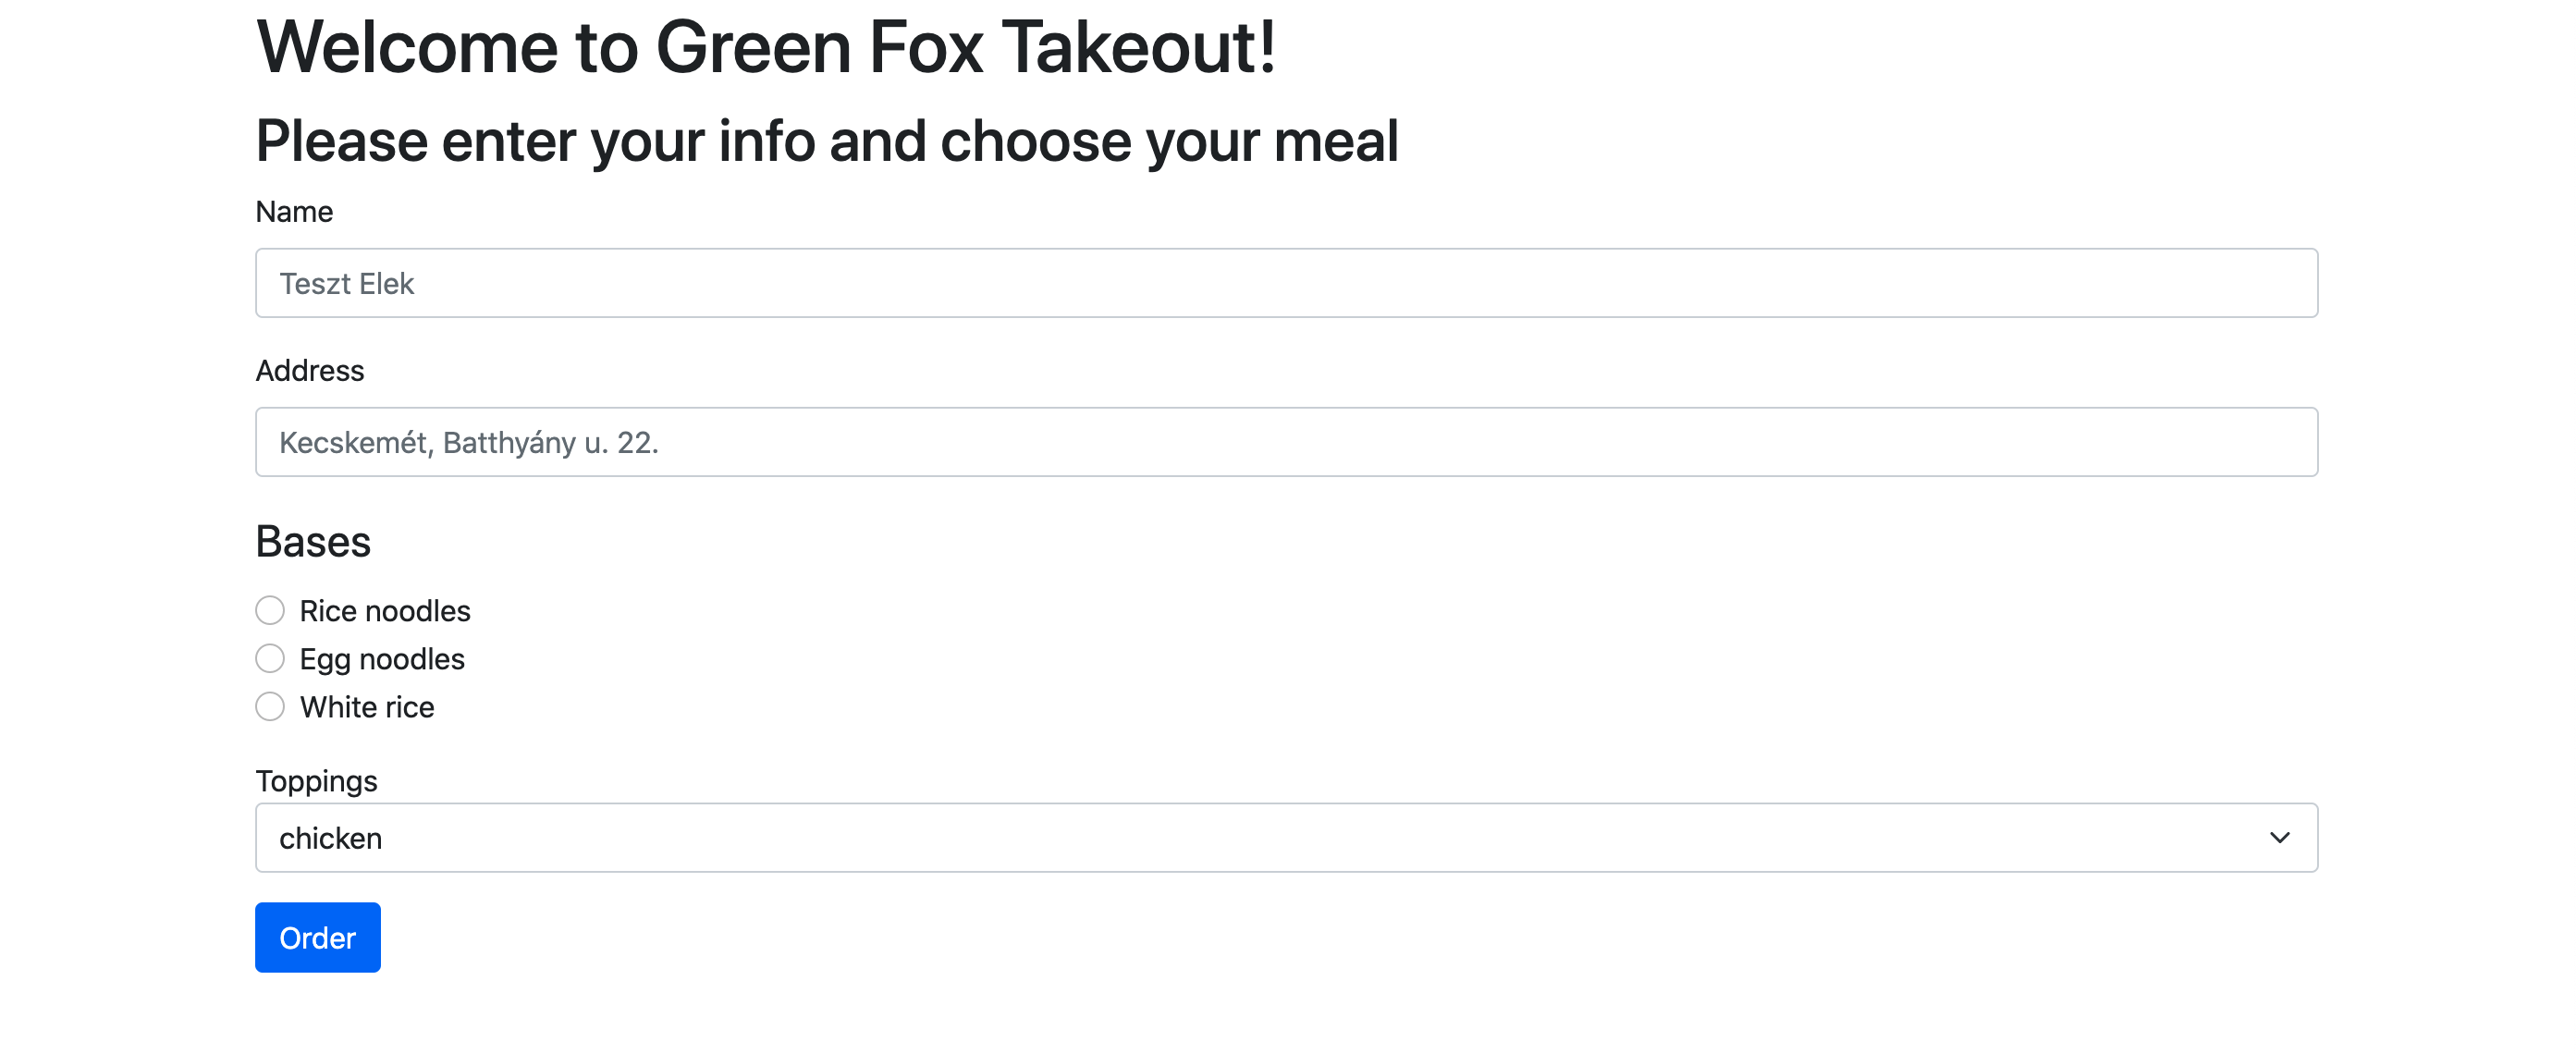 Welcome to Green Fox Takeout!
Please enter your info and choose your meal
Name
Teszt Elek
Address
Kecskemét, Batthyány u. 22.
Bases
Rice noodles
Egg noodles
White rice
Toppings
chicken
Order